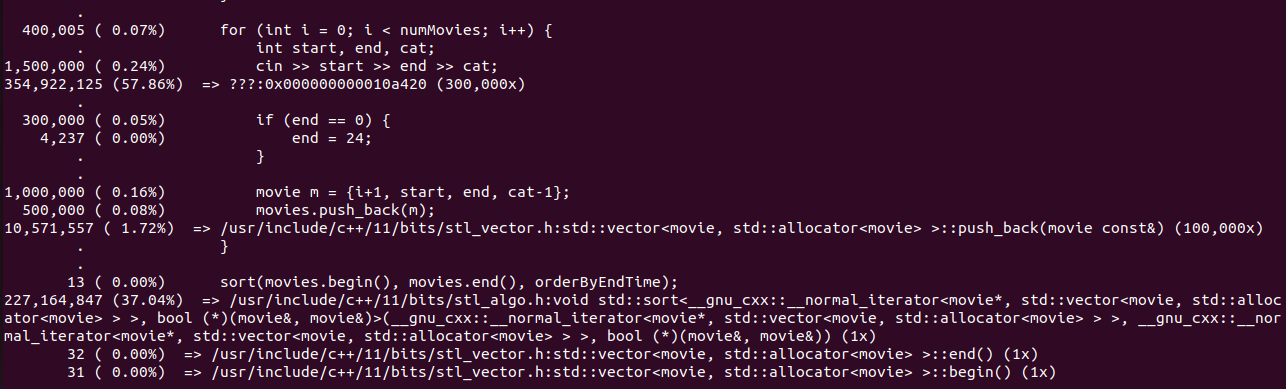 .
400,005 ( 0.07%)      for (int i = 0; i < numMovies; i++) {
.                         int start, end, cat;
1,500,000 ( 0.24%)          cin >> start >> end >> cat;
354,922,125 (57.86%)  => ???:0x000000000010a420 (300,000x)
.
300,000 ( 0.05%)          if (end == 0) {
4,237 ( 0.00%)              end = 24;
.                         }
.
1,000,000 ( 0.16%)          movie m = {i+1, start, end, cat-1};
500,000 ( 0.08%)          movies.push_back(m);
10,571,557 ( 1.72%)  => /usr/include/c++/11/bits/stl_vector.h:std::vector<movie, std::allocator<movie> >::push_back(movie const&) (100,000x)
.                     }
.
13 ( 0.00%)      sort(movies.begin(), movies.end(), orderByEndTime);
227,164,847 (37.04%)  => /usr/include/c++/11/bits/stl_algo.h:void std::sort<__gnu_cxx::__normal_iterator<movie*, std::vector<movie, std::alloc
ator<movie> > >, bool (*)(movie&, movie&)>(__gnu_cxx::__normal_iterator<movie*, std::vector<movie, std::allocator<movie> > >, __gnu_cxx::__nor
mal_iterator<movie*, std::vector<movie, std::allocator<movie> > >, bool (*)(movie&, movie&)) (1x)
32 ( 0.00%)  => /usr/include/c++/11/bits/stl_vector.h:std::vector<movie, std::allocator<movie> >::end() (1x)
31 ( 0.00%)  => /usr/include/c++/11/bits/stl_vector.h:std::vector<movie, std::allocator<movie> >::begin() (1x)